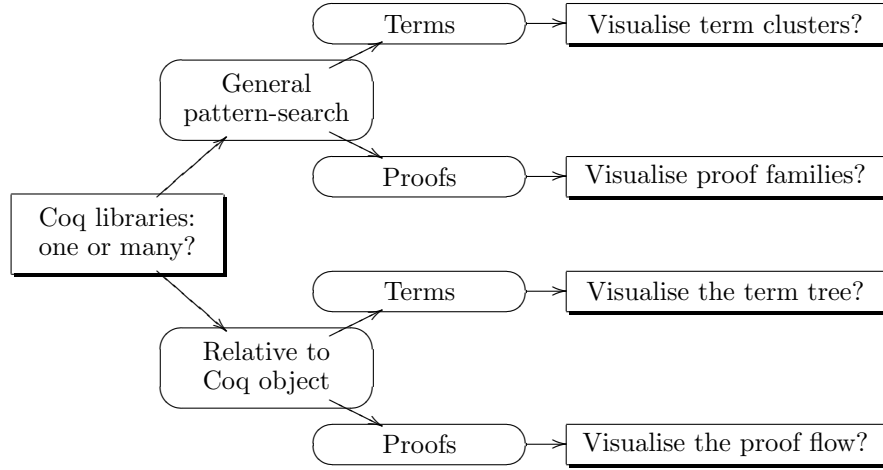 Terms
Visualise term clusters?
General
pattern-search
Proofs
Visualise proof families?
Coq libraries:
one or many?
Terms
Visualise the term tree?
Relative to
Coq object
Proofs
Visualise the proof flow?